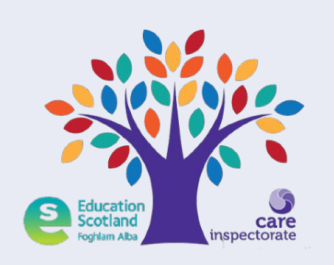 Education
Scotland
Foghlam Alba
care
inspectorate